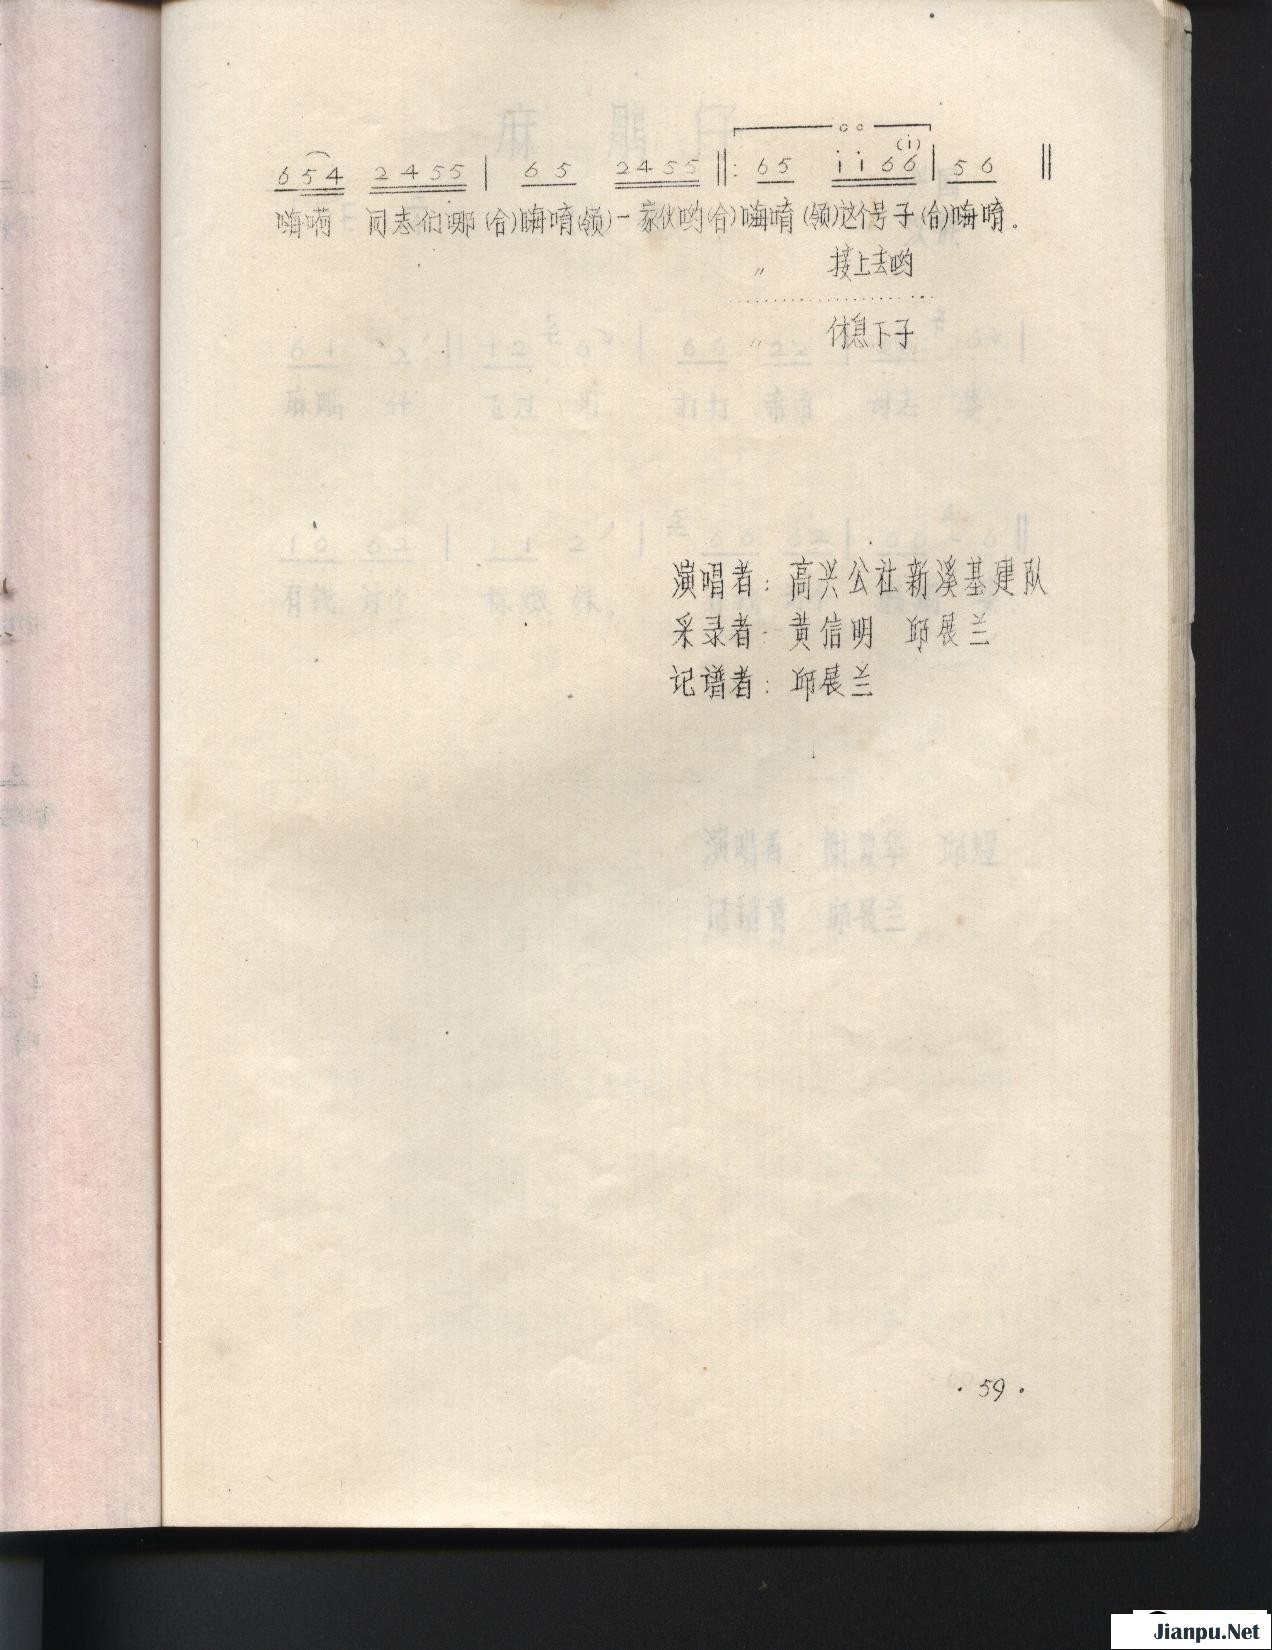 6 5 4 2 4 5 5 | 6 5 2 4 5 5 ‖: 6 5 i i 6 6 (i) | 5 6 ‖
嗨嗬 同志们哪(合)嗨唷(领)一家伙哟(合)嗨唷(领)这个号子(合)嗨唷。
〃 接上去哟
〃 休息下子
演唱者: 高兴公社新溪基建队
采录者: 黄信明 邱展兰
记谱者: 邱展兰
·59·
Jianpu.Net